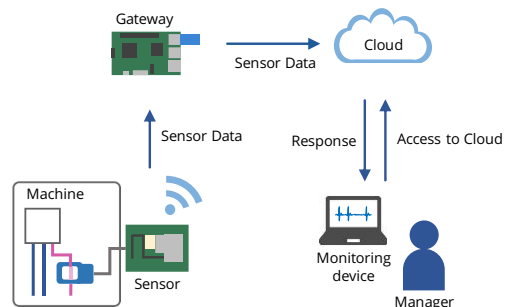 Gateway
Cloud
Sensor Data
Sensor Data
Response
Access to Cloud
Machine
Sensor
Monitoring
device
Manager